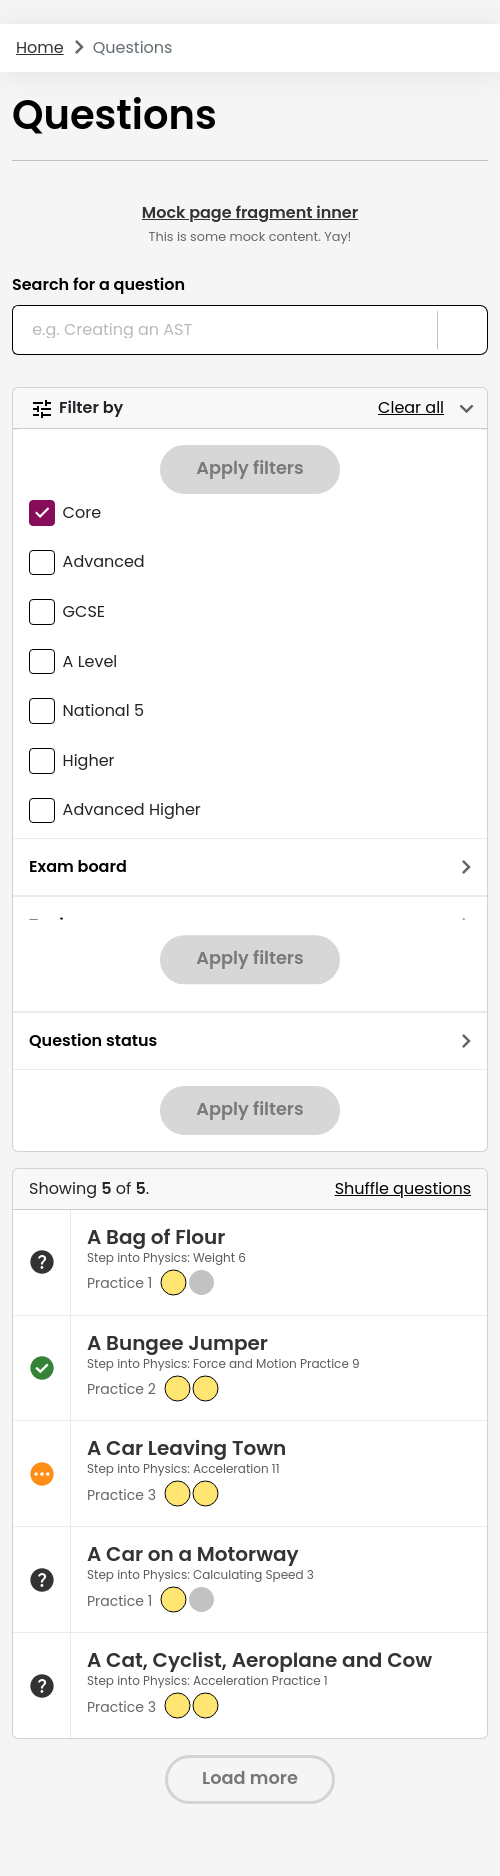 Home Questions
Questions
Mock page fragment inner
This is some mock content. Yay!
Search for a question
e.g. Creating an AST
Filter by Clear all
Apply filters
Core
Advanced
GCSE
A Level
National 5
Higher
Advanced Higher
Exam board
Apply filters
Question status
Apply filters
Showing 5 of 5. Shuffle questions
A Bag of Flour
Step into Physics: Weight 6
Practice 1
A Bungee Jumper
Step into Physics: Force and Motion Practice 9
Practice 2
A Car Leaving Town
Step into Physics: Acceleration 11
Practice 3
A Car on a Motorway
Step into Physics: Calculating Speed 3
Practice 1
A Cat, Cyclist, Aeroplane and Cow
Step into Physics: Acceleration Practice 1
Practice 3
Load more